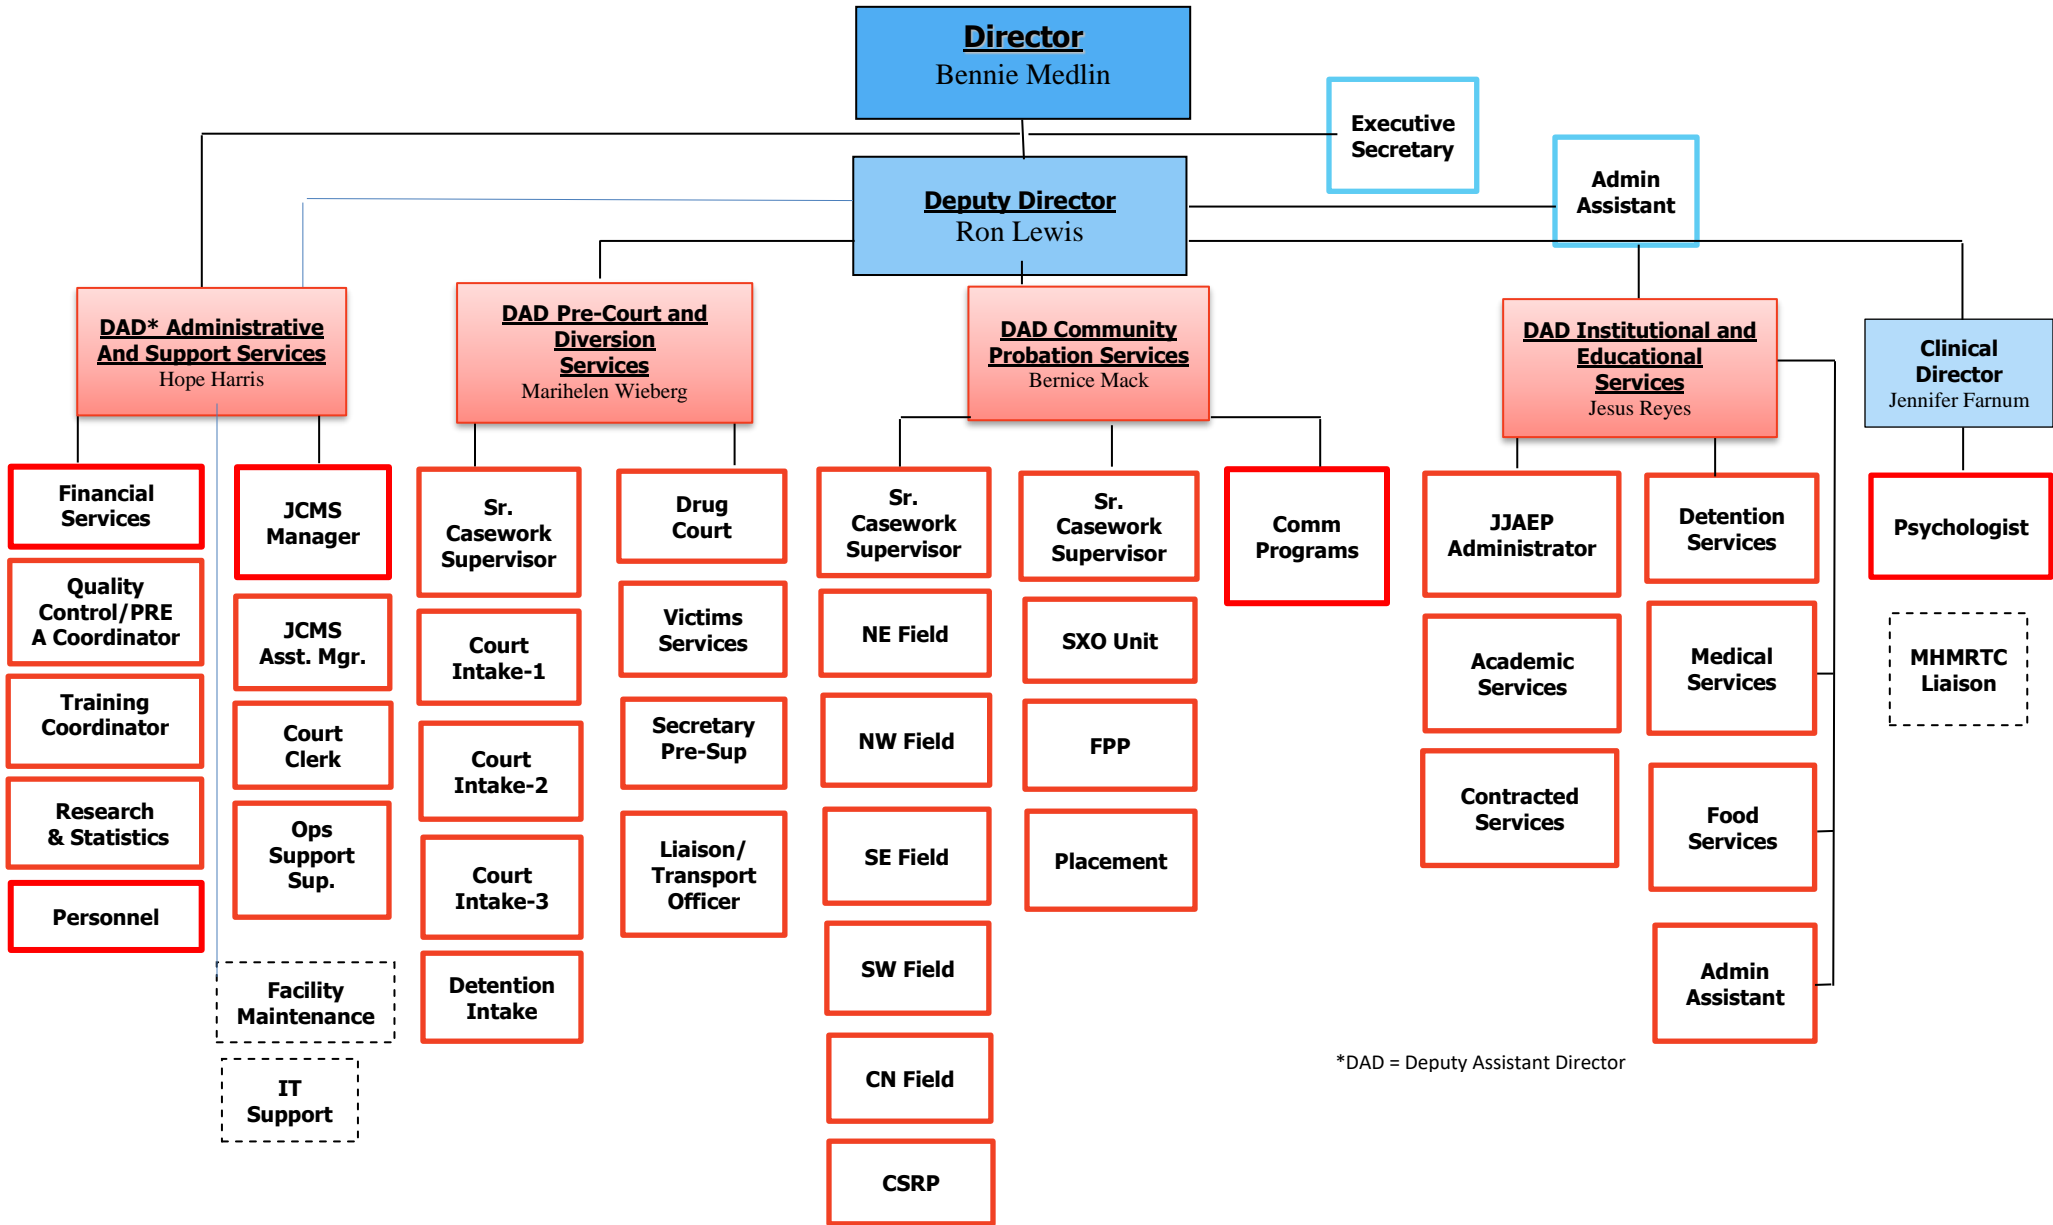 Director
Bennie Medlin
Executive
Secretary
Admin
Assistant
Deputy Director
Ron Lewis
DAD* Administrative
And Support Services
Hope Harris
DAD Pre-Court and
Diversion
Services
Marihelen Wieberg
DAD Community
Probation Services
Bernice Mack
DAD Institutional and
Educational
Services
Jesus Reyes
Clinical
Director
Jennifer Farnum
Financial
Services
Quality
Control/PRE
A Coordinator
Training
Coordinator
Research
& Statistics
Personnel
JCMS
Manager
JCMS
Asst. Mgr.
Court
Clerk
Ops
Support
Sup.
Facility
Maintenance
IT
Support
Sr.
Casework
Supervisor
Court
Intake-1
Court
Intake-2
Court
Intake-3
Detention
Intake
Drug
Court
Victims
Services
Secretary
Pre-Sup
Liaison/
Transport
Officer
Sr.
Casework
Supervisor
NE Field
NW Field
SE Field
SW Field
CN Field
CSRP
Sr.
Casework
Supervisor
SXO Unit
FPP
Placement
Comm
Programs
JJAEP
Administrator
Academic
Services
Contracted
Services
Detention
Services
Medical
Services
Food
Services
Admin
Assistant
Psychologist
MHMRTC
Liaison
*DAD = Deputy Assistant Director